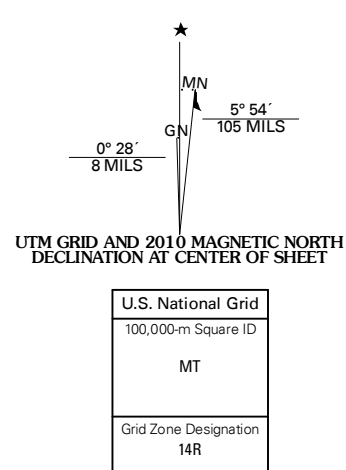 MN
GN
5° 54´
105 MILS
0° 28´
8 MILS
UTM GRID AND 2010 MAGNETIC NORTH
DECLINATION AT CENTER OF SHEET
U.S. National Grid
100,000-m Square ID
MT
Grid Zone Designation
14R